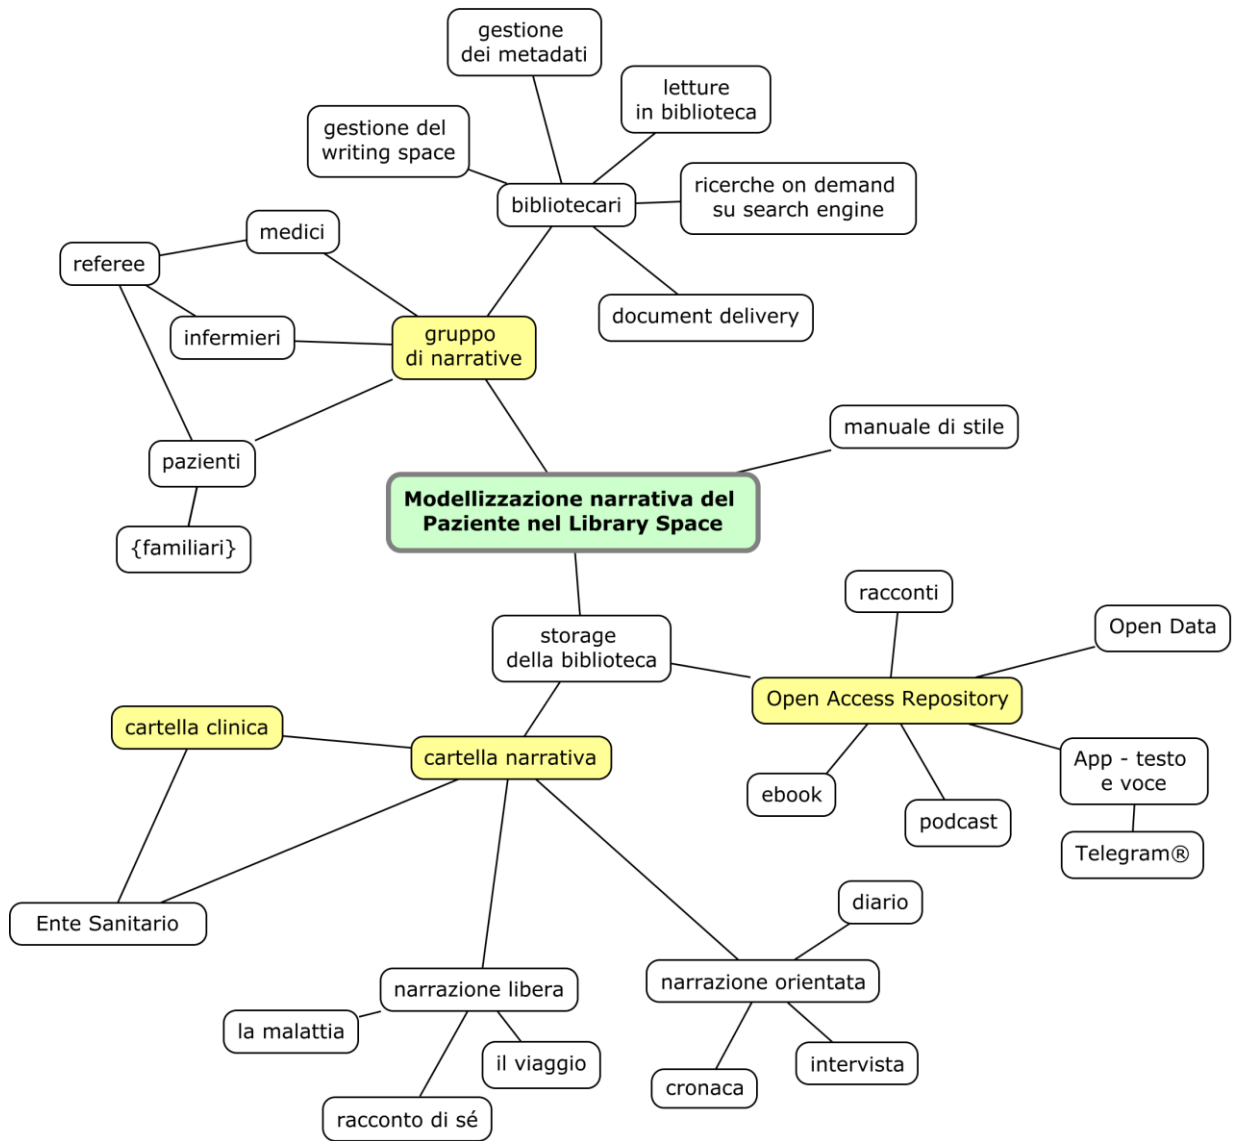 gestione
dei metadati
letture
in biblioteca
gestione del
writing space
ricerche on demand
su search engine
bibliotecari
medici
referee
document delivery
infermieri
gruppo
di narrative
manuale di stile
pazienti
Modellizzazione narrativa del
Paziente nel Library Space
{familiari}
racconti
Open Data
storage
della biblioteca
Open Access Repository
cartella clinica
cartella narrativa
App - testo
e voce
ebook
podcast
Telegram®
diario
Ente Sanitario
narrazione libera
narrazione orientata
la malattia
il viaggio
intervista
cronaca
racconto di sé